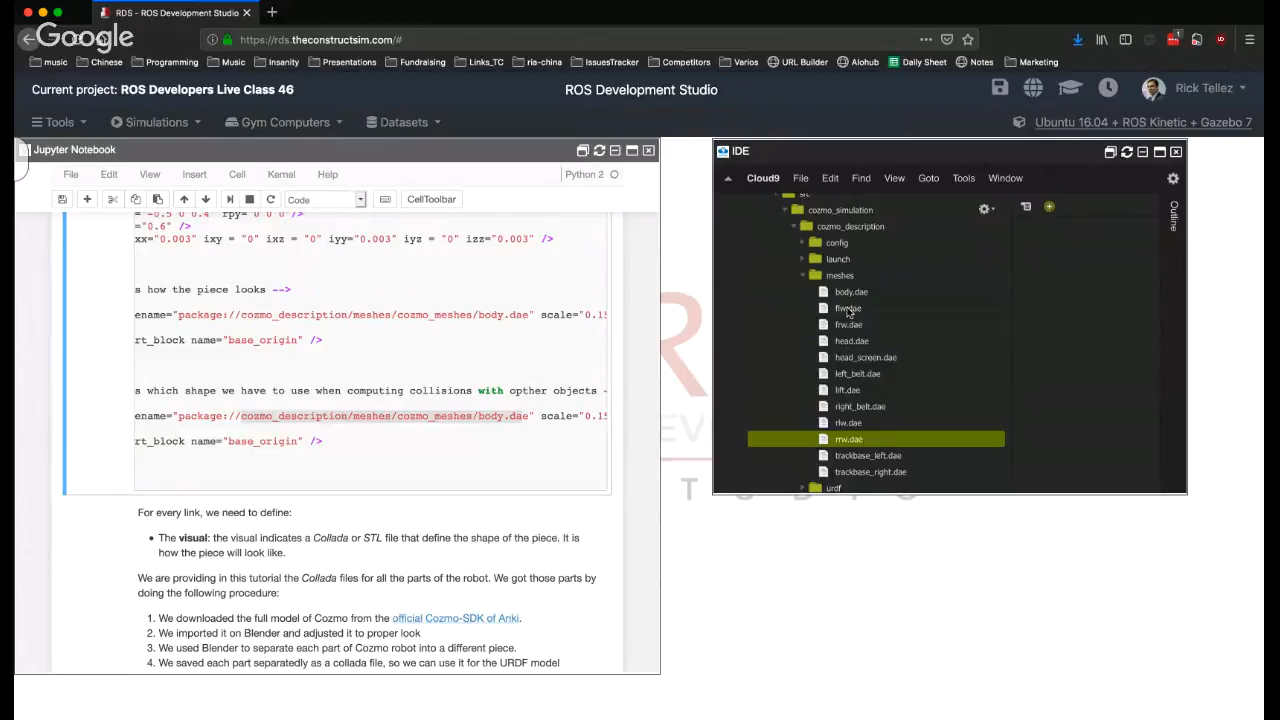 RDS - ROS Development Studio
Google
https://rds.theconstructsim.com/#
music
Chinese
Programming
Music
Insanity
Presentations
Fundraising
Links_TC
ria-china
IssuesTracker
Competitors
Varios
URL Builder
Alohub
Daily Sheet
Notes
Marketing
Current project: ROS Developers Live Class 46
ROS Development Studio
Rick Tellez
Tools
Simulations
Gym Computers
Datasets
Ubuntu 16.04 + ROS Kinetic + Gazebo 7
Jupyter Notebook
File Edit View Insert Cell Kernel Help
Python 2
Code
CellToolbar
= "-0.5 0 0.4" rpy="0 0 0"/>
="0.6" />
xx="0.003" ixy = "0" ixz = "0" iyy="0.003" iyz = "0" izz="0.003" />
s how the piece looks -->
ename="package://cozmo_description/meshes/cozmo_meshes/body.dae" scale="0.15
rt_block name="base_origin" />
s which shape we have to use when computing collisions with opther objects -
ename="package://cozmo_description/meshes/cozmo_meshes/body.dae" scale="0.15
rt_block name="base_origin" />
For every link, we need to define:
• The visual: the visual indicates a Collada or STL file that define the shape of the piece. It is
how the piece will look like.
We are providing in this tutorial the Collada files for all the parts of the robot. We got those parts by
doing the following procedure:
1. We downloaded the full model of Cozmo from the official Cozmo-SDK of Anki.
2. We imported it on Blender and adjusted it to proper look
3. We used Blender to separate each part of Cozmo robot into a different piece.
4. We saved each part separatedly as a collada file, so we can use it for the URDF model
IDE
Cloud9 File Edit Find View Goto Tools Window
src
cozmo_simulation
cozmo_description
config
launch
meshes
body.dae
flw.dae
frw.dae
head.dae
head_screen.dae
left_belt.dae
lift.dae
right_belt.dae
rlw.dae
rrw.dae
trackbase_left.dae
trackbase_right.dae
urdf
Outline